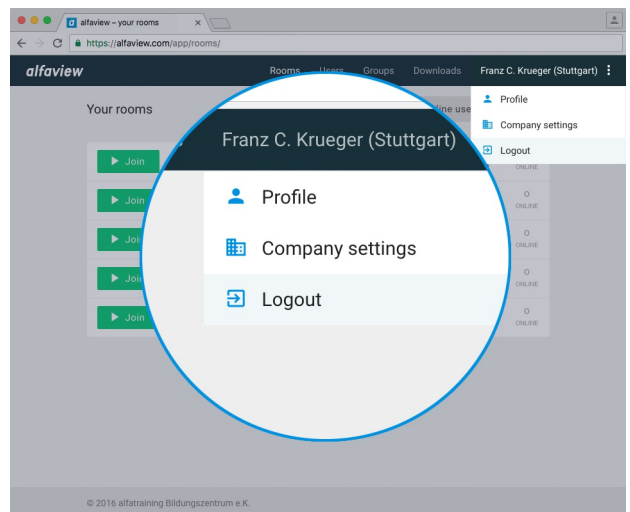 alfaview – your rooms
https://alfaview.com/app/rooms/
alfaview
Rooms Users Groups Downloads Franz C. Krueger (Stuttgart)
Your rooms
Profile
Company settings
Logout
Franz C. Krueger (Stuttgart)
Profile
Company settings
Logout
Join
ONLINE
Join
0
ONLINE
Join
0
ONLINE
Join
0
ONLINE
Join
0
ONLINE
© 2016 alfatraining Bildungszentrum e.K.